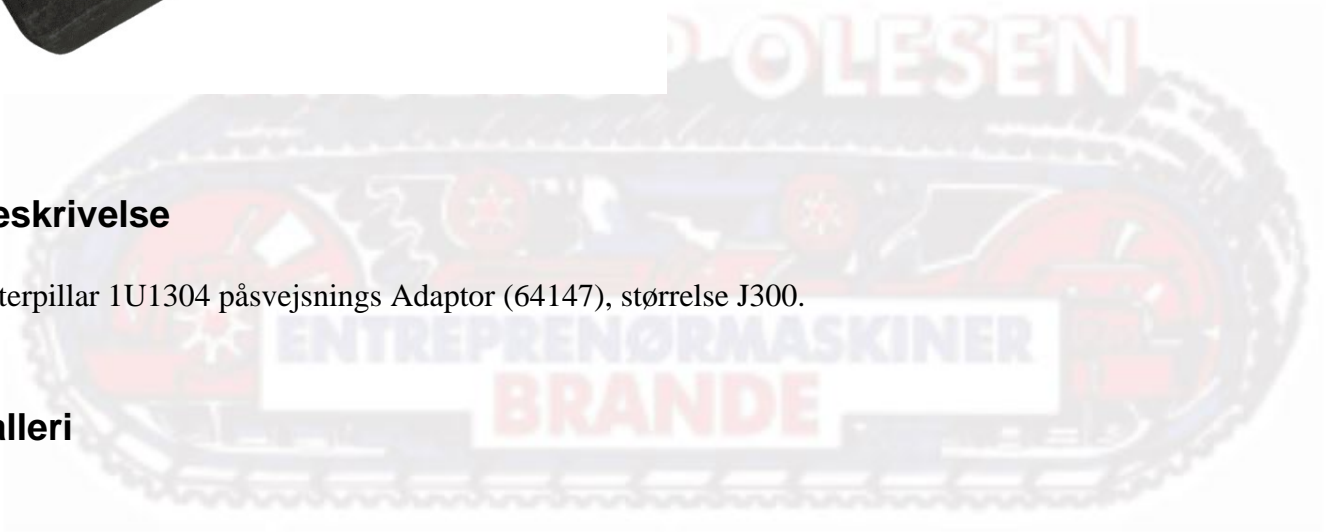 OLESEN
eskrivelse
terpillar 1U1304 påsvejsnings Adaptor (64147), størrelse J300.
ENTREPRENØRMASKINER
BRANDE
alleri